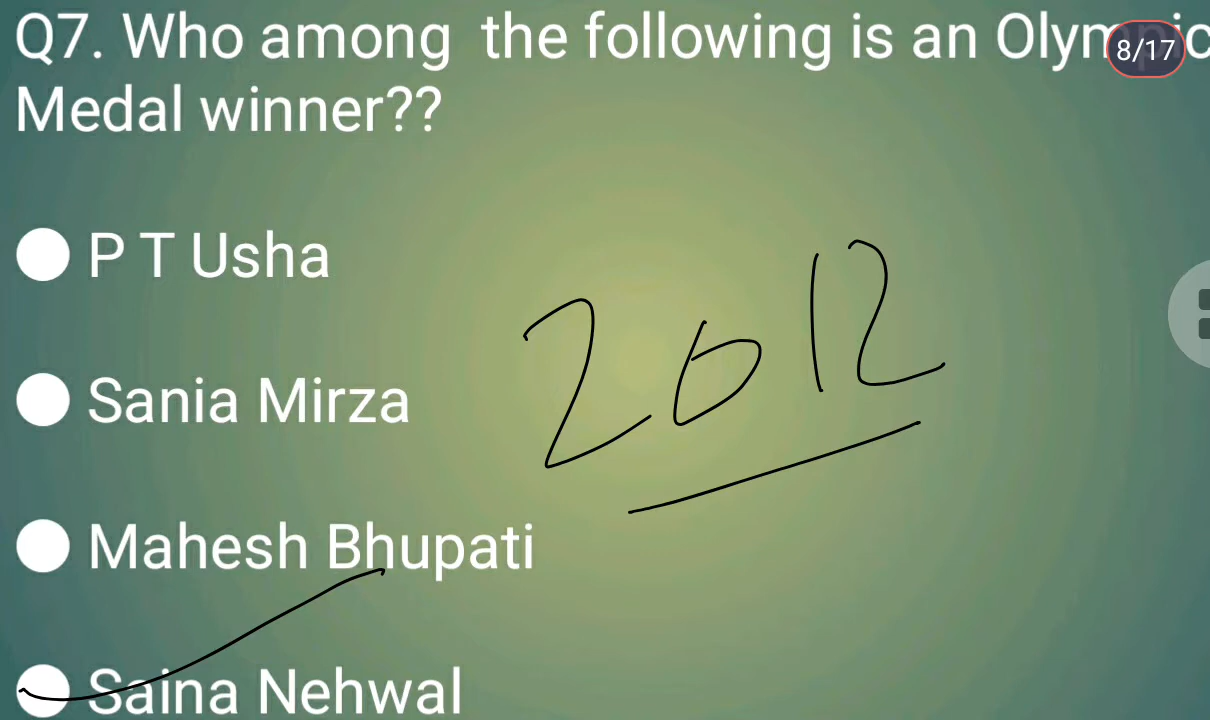 Q7. Who among the following is an Olympic
8/17
Medal winner??
P T Usha
Sania Mirza
2012
Mahesh Bhupati
Saina Nehwal